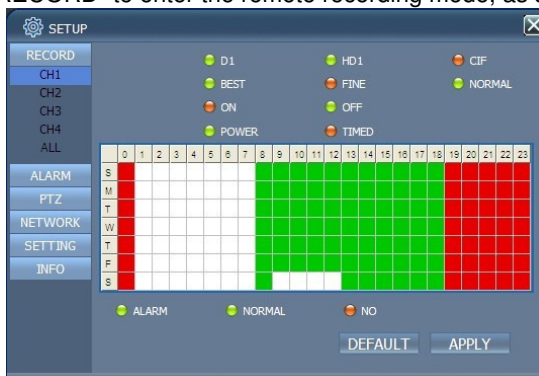 RECORD" to enter the remote recording mode, as
SETUP
RECORD
CH1
CH2
CH3
CH4
ALL
ALARM
PTZ
NETWORK
SETTING
INFO
D1 HD1 CIF
BEST FINE NORMAL
ON OFF
POWER TIMED
0 1 2 3 4 5 6 7 8 9 10 11 12 13 14 15 16 17 18 19 20 21 22 23
S
M
T
W
T
F
S
ALARM NORMAL NO
DEFAULT APPLY